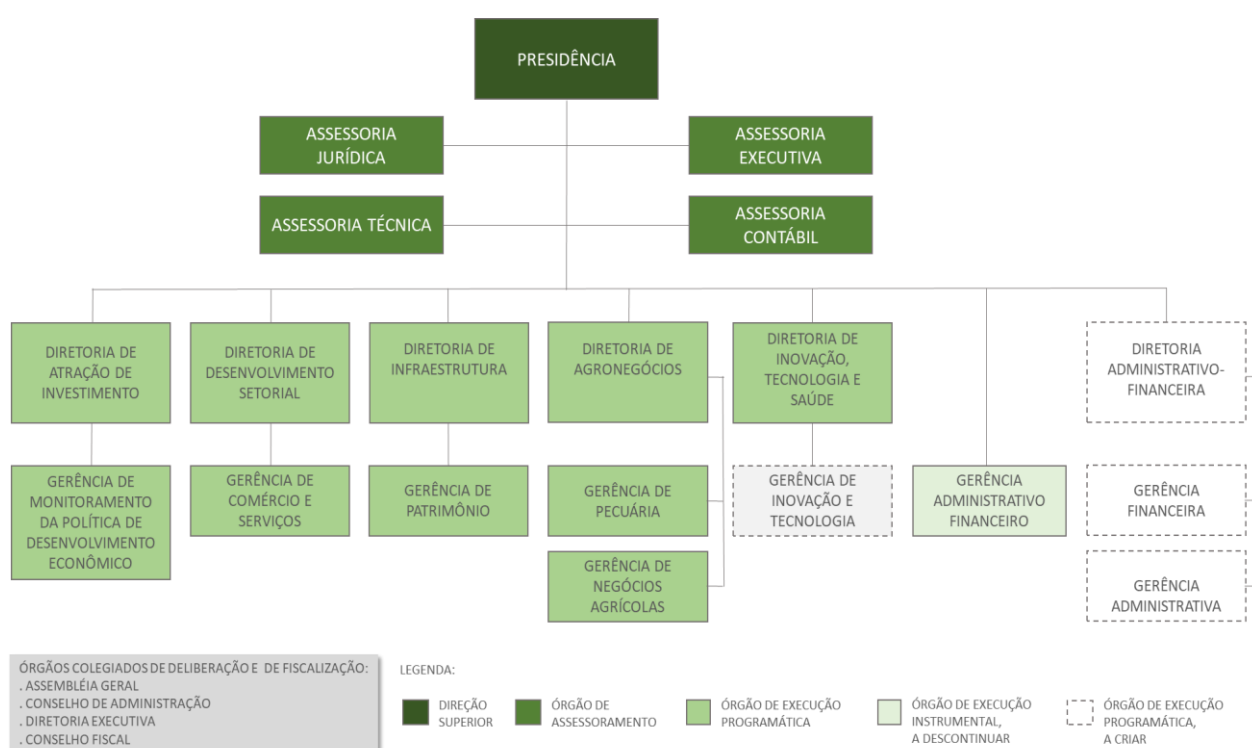 PRESIDÊNCIA
ASSESSORIA
JURÍDICA
ASSESSORIA
EXECUTIVA
ASSESSORIA TÉCNICA
ASSESSORIA
CONTÁBIL
DIRETORIA DE
ATRAÇÃO DE
INVESTIMENTO
DIRETORIA DE
DESENVOLVIMENTO
SETORIAL
DIRETORIA DE
INFRAESTRUTURA
DIRETORIA DE
AGRONEGÓCIOS
DIRETORIA DE
INOVAÇÃO,
TECNOLOGIA E
SAÚDE
DIRETORIA
ADMINISTRATIVO-
FINANCEIRA
GERÊNCIA DE
MONITORAMENTO
DA POLÍTICA DE
DESENVOLVIMENTO
ECONÔMICO
GERÊNCIA DE
COMÉRCIO E
SERVIÇOS
GERÊNCIA DE
PATRIMÔNIO
GERÊNCIA DE
PECUÁRIA
GERÊNCIA DE
INOVAÇÃO E
TECNOLOGIA
GERÊNCIA
ADMINISTRATIVO
FINANCEIRO
GERÊNCIA
FINANCEIRA
GERÊNCIA DE
NEGÓCIOS
AGRÍCOLAS
GERÊNCIA
ADMINISTRATIVA
ÓRGÃOS COLEGIADOS DE DELIBERAÇÃO E DE FISCALIZAÇÃO:
. ASSEMBLÉIA GERAL
. CONSELHO DE ADMINISTRAÇÃO
. DIRETORIA EXECUTIVA
. CONSELHO FISCAL
LEGENDA:
DIREÇÃO
SUPERIOR
ÓRGÃO DE
ASSESSORAMENTO
ÓRGÃO DE EXECUÇÃO
PROGRAMÁTICA
ÓRGÃO DE EXECUÇÃO
INSTRUMENTAL,
A DESCONTINUAR
ÓRGÃO DE EXECUÇÃO
PROGRAMÁTICA,
A CRIAR